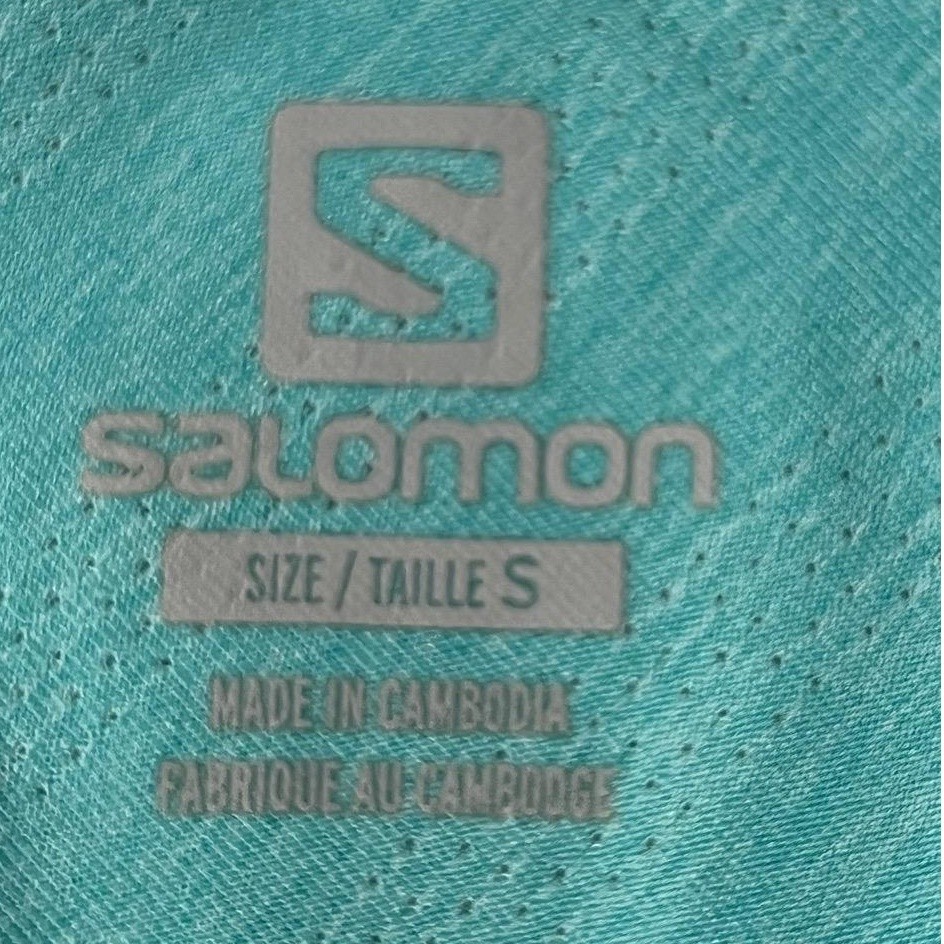 S
salomon
SIZE / TAILLE S
MADE IN CAMBODIA
FABRIQUE AU CAMBODGE